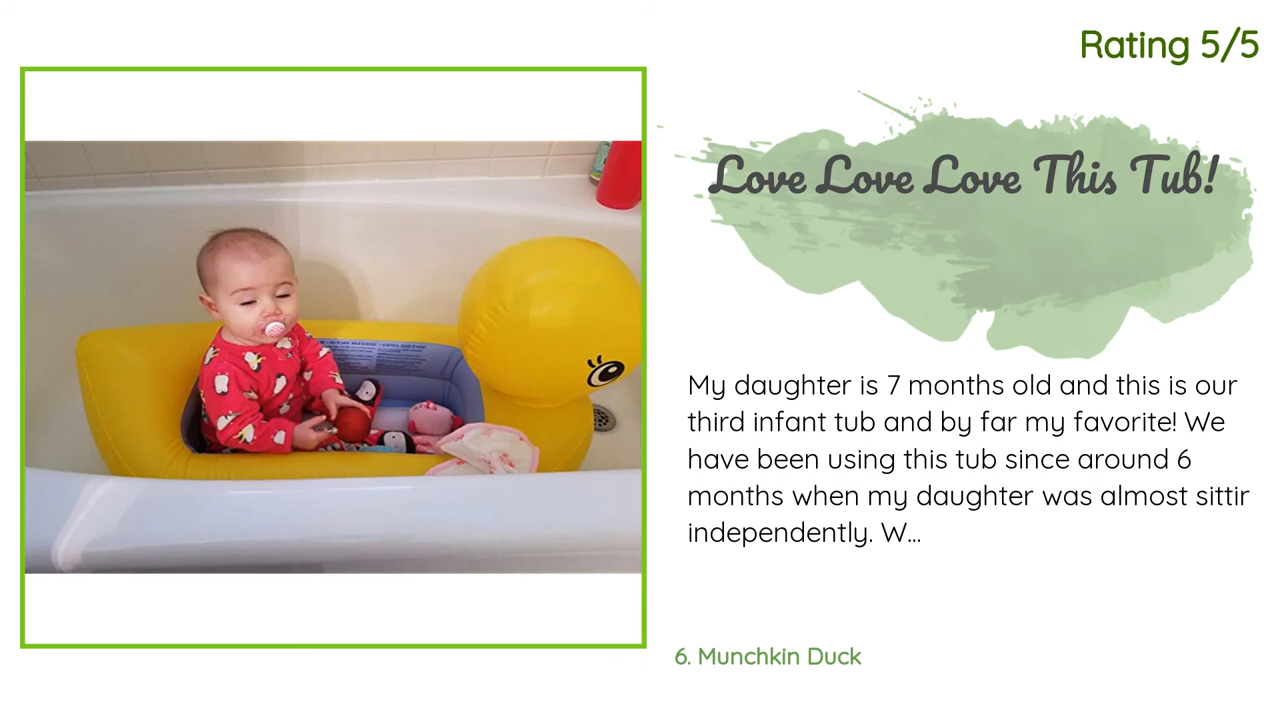 Rating 5/5
Love Love Love This Tub!
My daughter is 7 months old and this is our
third infant tub and by far my favorite! We
have been using this tub since around 6
months when my daughter was almost sittir
independently. W...
6. Munchkin Duck